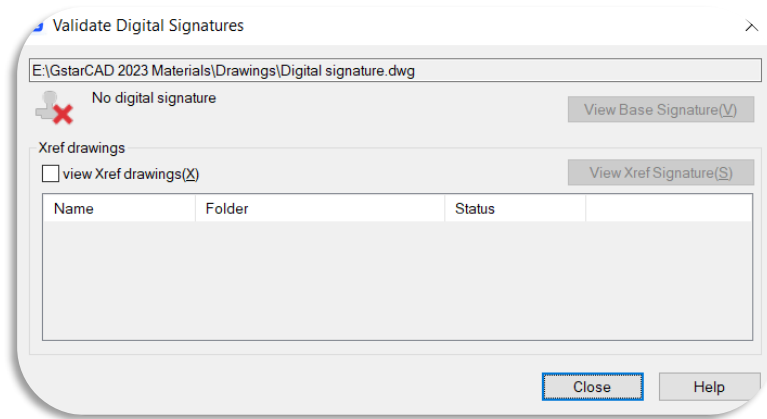 Validate Digital Signatures
E:\GstarCAD 2023 Materials\Drawings\Digital signature.dwg
No digital signature
View Base Signature(V)
Xref drawings
view Xref drawings(X)
View Xref Signature(S)
Name Folder Status
Close Help